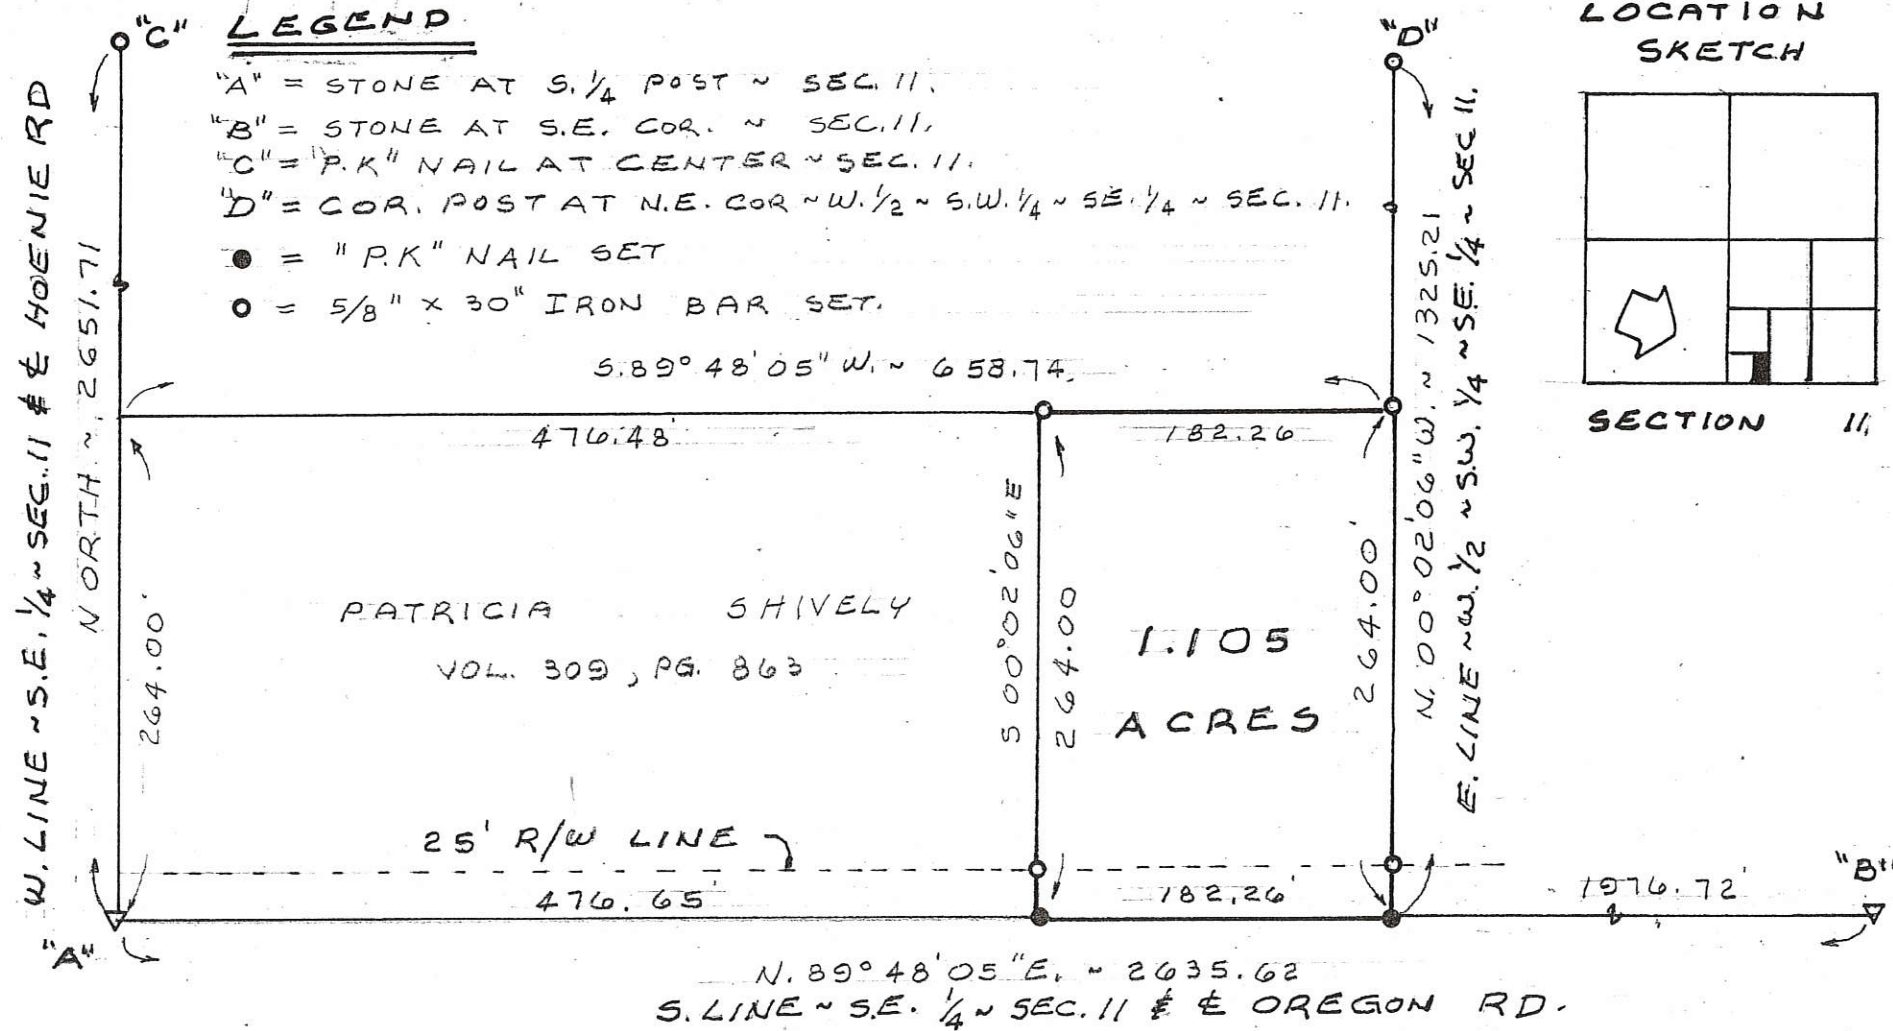 "C"
LEGEND
"A" = STONE AT S. 1/4 POST ~ SEC. 11.
"B" = STONE AT S.E. COR. ~ SEC. 11.
"C" = "P.K" NAIL AT CENTER ~ SEC. 11.
"D" = COR. POST AT N.E. COR ~ W. 1/2 ~ S.W. 1/4 ~ SE. 1/4 ~ SEC. 11.
● = "P.K" NAIL SET
○ = 5/8" x 30" IRON BAR SET.
"D"
LOCATION
SKETCH
SECTION 11,
W. LINE ~ S.E. 1/4 ~ SEC. 11 & ℄ HOENIE RD
NORTH ~ 2651.71
S. 89° 48' 05" W. ~ 658.74
476.48'
182.26
264.00'
PATRICIA SHIVELY
VOL. 309, PG. 863
S 00° 02' 06" E
264.00
1.105
ACRES
264.00'
N. 00° 02' 06" W. ~ 1325.21
E. LINE ~ W. 1/2 ~ S.W. 1/4 ~ S.E. 1/4 ~ SEC 11.
25' R/W LINE
476.65'
182.26'
1976.72'
"B"
"A"
N. 89° 48' 05" E. ~ 2635.62
S. LINE ~ S.E. 1/4 ~ SEC. 11 & ℄ OREGON RD.